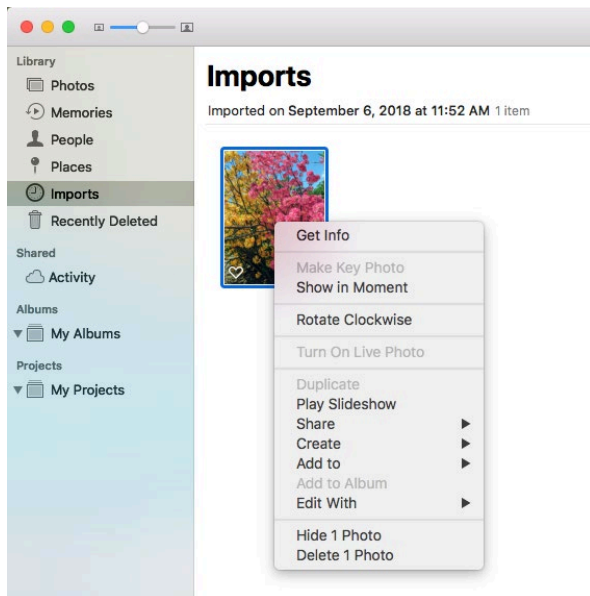 Library
Photos
Memories
People
Places
Imports
Recently Deleted
Shared
Activity
Albums
My Albums
Projects
My Projects
Imports
Imported on September 6, 2018 at 11:52 AM 1 item
Get Info
Make Key Photo
Show in Moment
Rotate Clockwise
Turn On Live Photo
Duplicate
Play Slideshow
Share
Create
Add to
Add to Album
Edit With
Hide 1 Photo
Delete 1 Photo